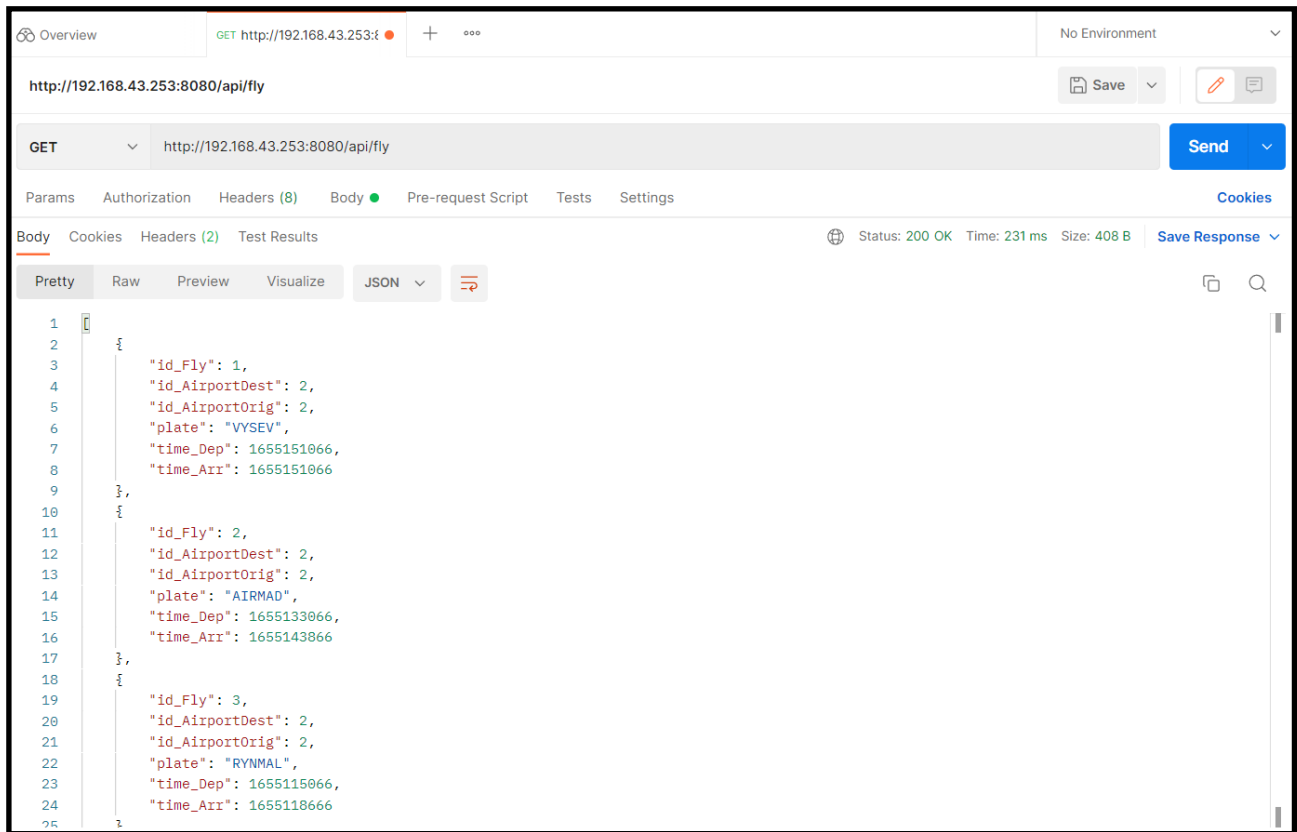 Overview
GET http://192.168.43.253:8
No Environment
http://192.168.43.253:8080/api/fly
Save
GET http://192.168.43.253:8080/api/fly
Send
Params Authorization Headers (8) Body Pre-request Script Tests Settings Cookies
Body Cookies Headers (2) Test Results Status: 200 OK Time: 231 ms Size: 408 B Save Response
Pretty Raw Preview Visualize JSON
1 [
2 {
3 "id_Fly": 1,
4 "id_AirportDest": 2,
5 "id_AirportOrig": 2,
6 "plate": "VYSEV",
7 "time_Dep": 1655151066,
8 "time_Arr": 1655151066
9 },
10 {
11 "id_Fly": 2,
12 "id_AirportDest": 2,
13 "id_AirportOrig": 2,
14 "plate": "AIRMAD",
15 "time_Dep": 1655133066,
16 "time_Arr": 1655143866
17 },
18 {
19 "id_Fly": 3,
20 "id_AirportDest": 2,
21 "id_AirportOrig": 2,
22 "plate": "RYNMAL",
23 "time_Dep": 1655115066,
24 "time_Arr": 1655118666
25 }